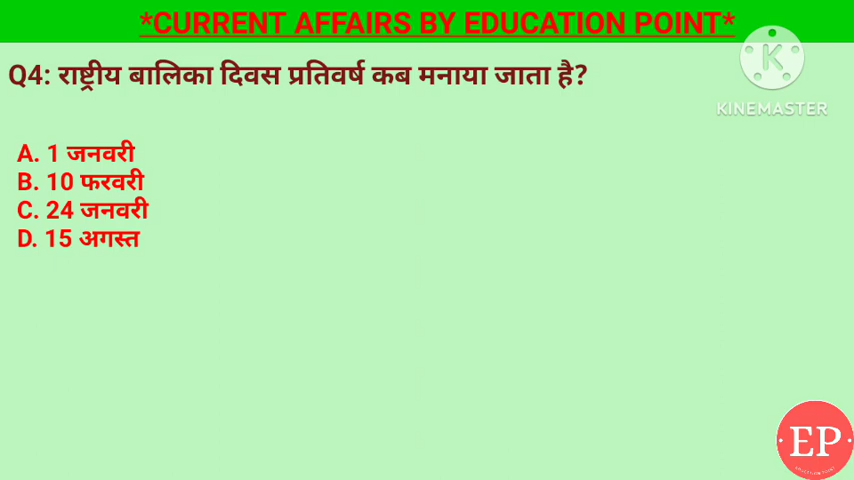 *CURRENT AFFAIRS BY EDUCATION POINT*
Q4: राष्ट्रीय बालिका दिवस प्रतिवर्ष कब मनाया जाता है?
K
KINEMASTER
A. 1 जनवरी
B. 10 फरवरी
C. 24 जनवरी
D. 15 अगस्त
EP